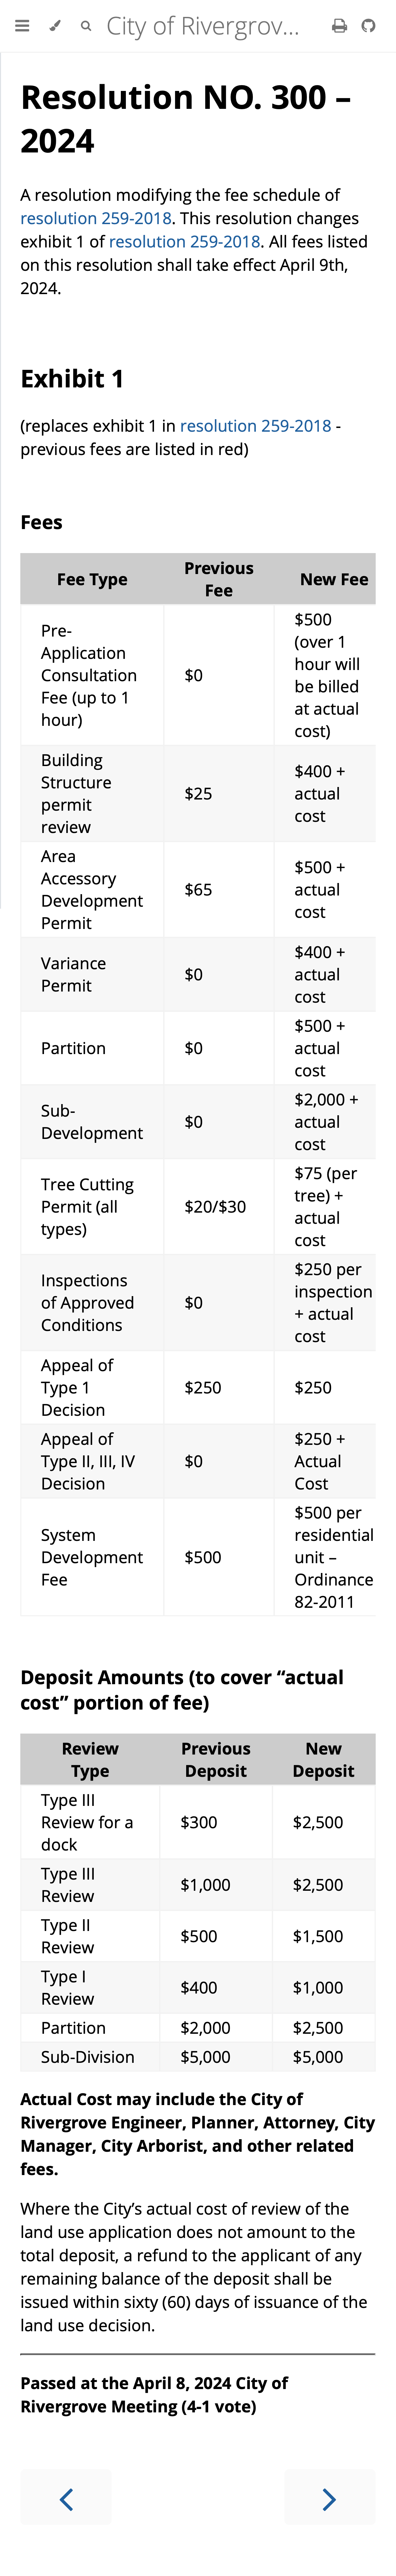 City of Rivergrov...
Resolution NO. 300 –
2024
A resolution modifying the fee schedule of
resolution 259-2018. This resolution changes
exhibit 1 of resolution 259-2018. All fees listed
on this resolution shall take effect April 9th,
2024.
Exhibit 1
(replaces exhibit 1 in resolution 259-2018 -
previous fees are listed in red)
Fees
Fee Type
Previous
Fee
New Fee
Pre-
Application
Consultation
Fee (up to 1
hour)
$0
$500
(over 1
hour will
be billed
at actual
cost)
Building
Structure
permit
review
$25
$400 +
actual
cost
Area
Accessory
Development
Permit
$65
$500 +
actual
cost
Variance
Permit
$0
$400 +
actual
cost
Partition
$0
$500 +
actual
cost
Sub-
Development
$0
$2,000 +
actual
cost
Tree Cutting
Permit (all
types)
$20/$30
$75 (per
tree) +
actual
cost
Inspections
of Approved
Conditions
$0
$250 per
inspection
+ actual
cost
Appeal of
Type 1
Decision
$250
$250
Appeal of
Type II, III, IV
Decision
$0
$250 +
Actual
Cost
System
Development
Fee
$500
$500 per
residential
unit –
Ordinance
82-2011
Deposit Amounts (to cover “actual
cost” portion of fee)
Review
Type
Previous
Deposit
New
Deposit
Type III
Review for a
dock
$300
$2,500
Type III
Review
$1,000
$2,500
Type II
Review
$500
$1,500
Type I
Review
$400
$1,000
Partition
$2,000
$2,500
Sub-Division
$5,000
$5,000
Actual Cost may include the City of
Rivergrove Engineer, Planner, Attorney, City
Manager, City Arborist, and other related
fees.
Where the City’s actual cost of review of the
land use application does not amount to the
total deposit, a refund to the applicant of any
remaining balance of the deposit shall be
issued within sixty (60) days of issuance of the
land use decision.
Passed at the April 8, 2024 City of
Rivergrove Meeting (4-1 vote)